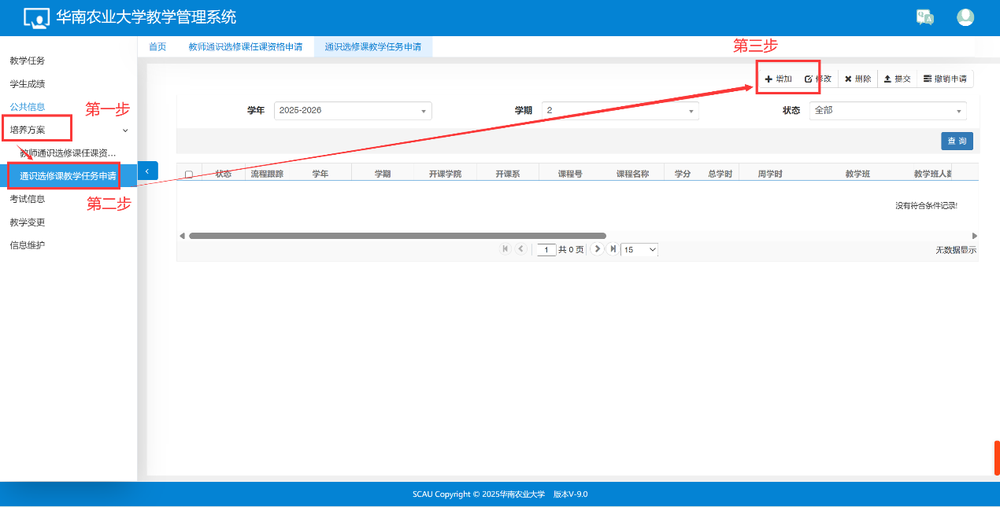 华南农业大学教学管理系统
首页 教师通识选修课任课资格申请 通识选修课教学任务申请
第三步
教学任务
学生成绩
公共信息
第一步
培养方案
教师通识选修课任课资...
通识选修课教学任务申请
第二步
考试信息
教学变更
信息维护
增加 修改 删除 提交 撤销申请
学年 2025-2026 学期 2 状态 全部
查 询
状态 流程跟踪 学年 学期 开课学院 开课系 课程号 课程名称 学分 总学时 周学时 教学班 教学班人数
没有符合条件记录!
1 共 0 页 15 无数据显示
SCAU Copyright © 2025华南农业大学 版本V-9.0